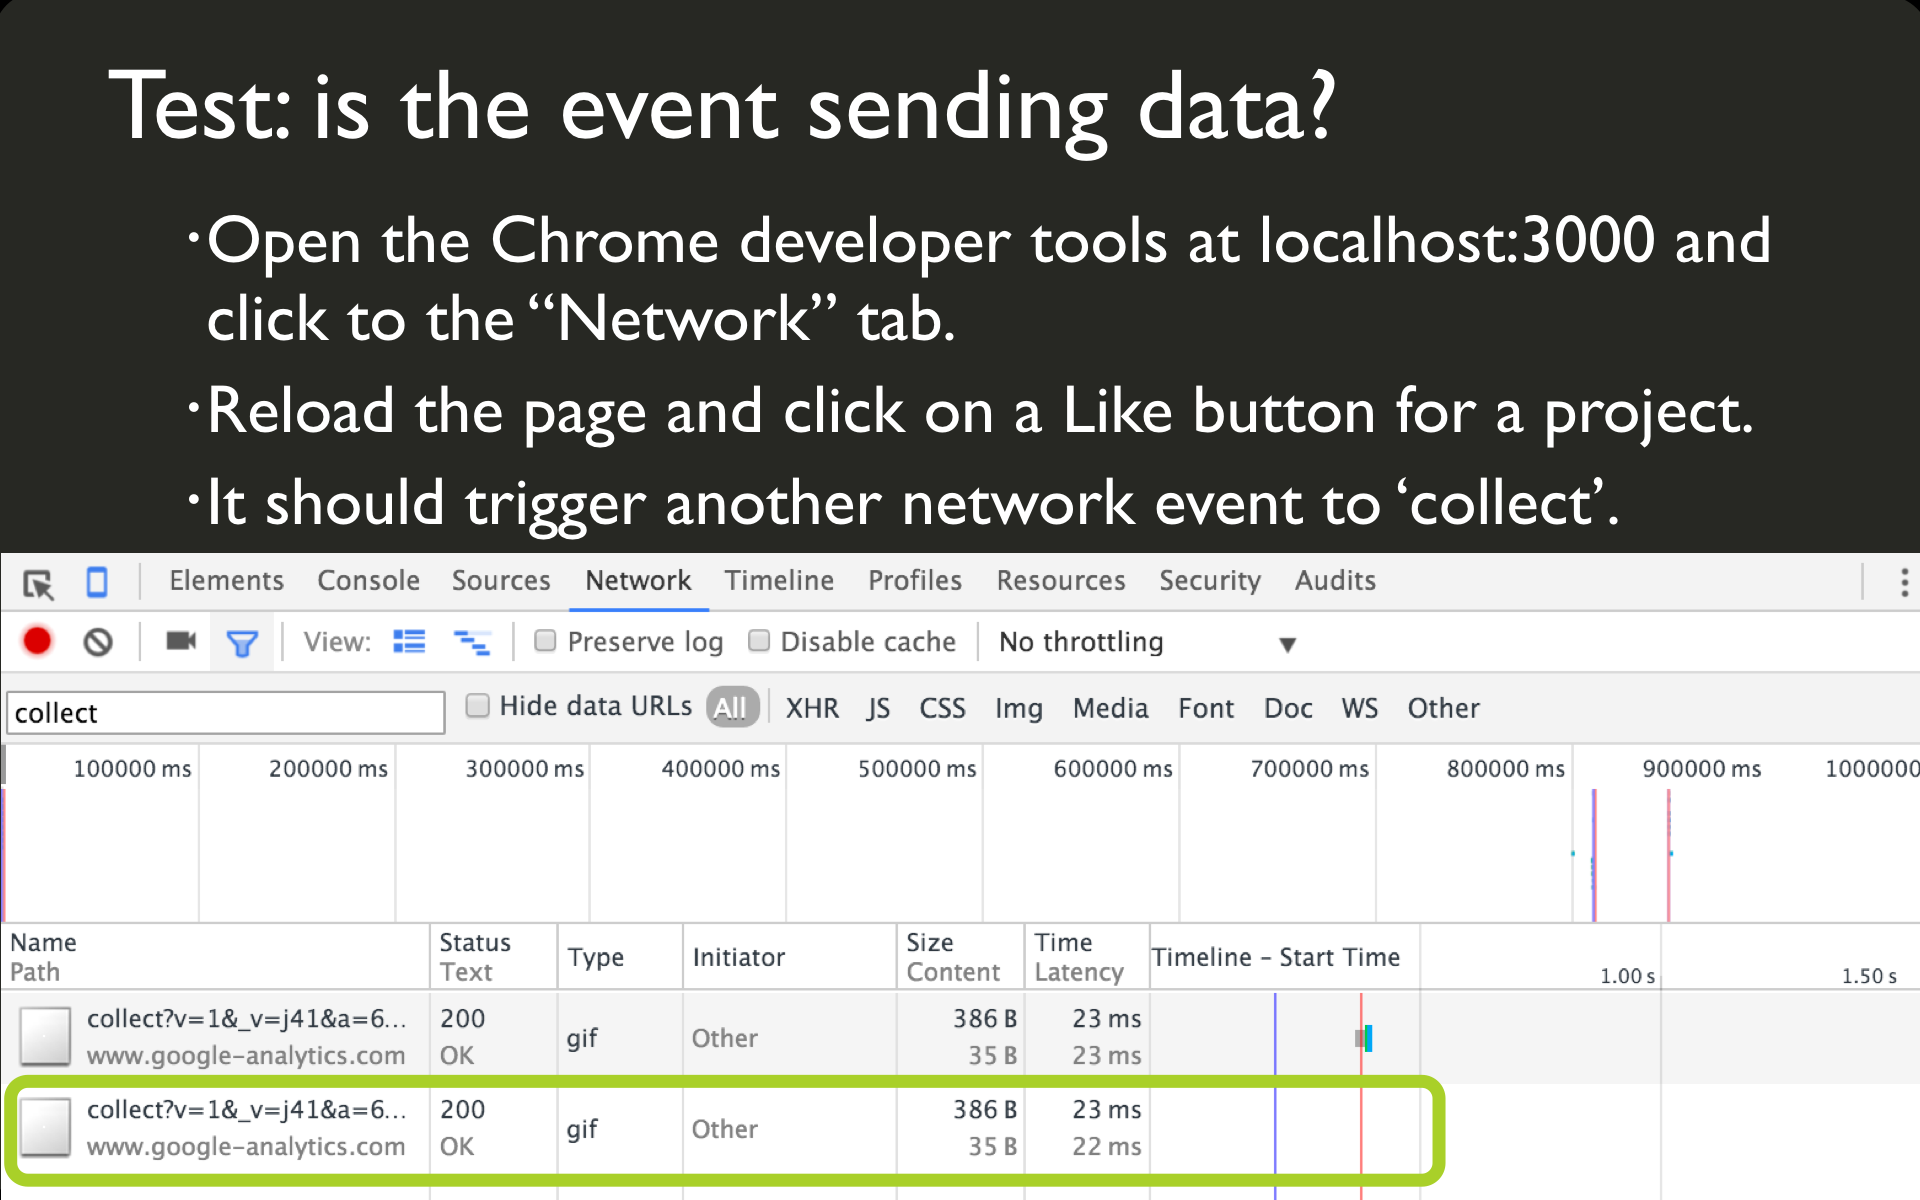 Test: is the event sending data?
·Open the Chrome developer tools at localhost:3000 and
click to the “Network” tab.
·Reload the page and click on a Like button for a project.
·It should trigger another network event to ‘collect’.
Elements Console Sources Network Timeline Profiles Resources Security Audits
View: Preserve log Disable cache No throttling
collect Hide data URLs All XHR JS CSS Img Media Font Doc WS Other
100000 ms 200000 ms 300000 ms 400000 ms 500000 ms 600000 ms 700000 ms 800000 ms 900000 ms 1000000
Name Status Type Initiator Size Time Timeline – Start Time
Path Text Content Latency 1.00 s 1.50 s
collect?v=1&_v=j41&a=6... 200 gif Other 386 B 23 ms
www.google-analytics.com OK 35 B 23 ms
collect?v=1&_v=j41&a=6... 200 gif Other 386 B 23 ms
www.google-analytics.com OK 35 B 22 ms